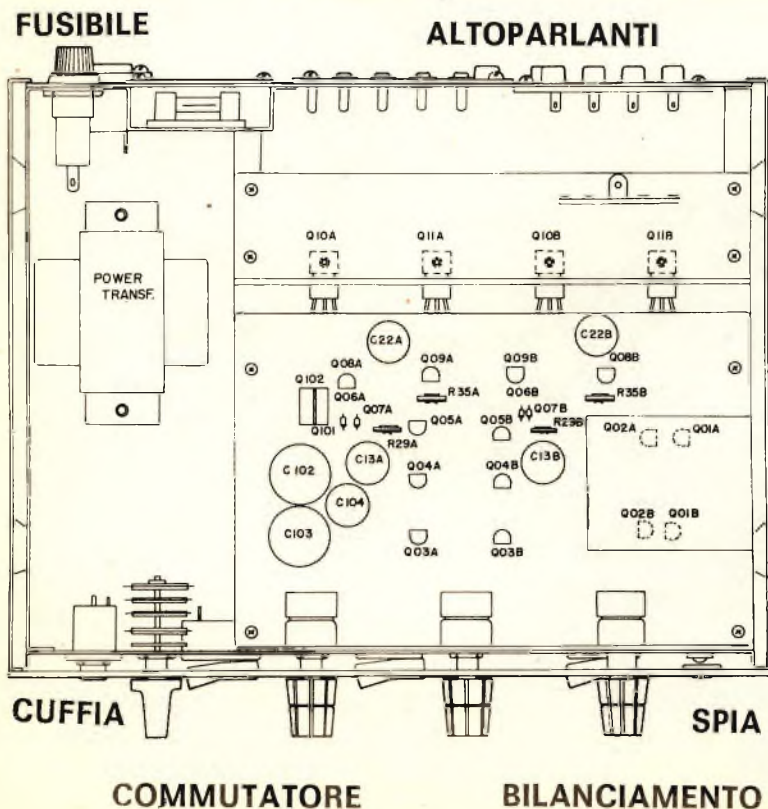 FUSIBILE
ALTOPARLANTI
Q10A Q11A Q10B Q11B
POWER
TRANSF.
C22A C22B
Q08A Q09A Q09B Q08B
Q102 Q06A R35A Q06B R35B
Q101 Q07A Q05A Q05B Q07B
R29A R29B Q02A Q01A
C102 C13A Q04A Q04B C13B
C104
C103 Q02B Q01B
Q03A Q03B
CUFFIA
SPIA
COMMUTATORE
BILANCIAMENTO